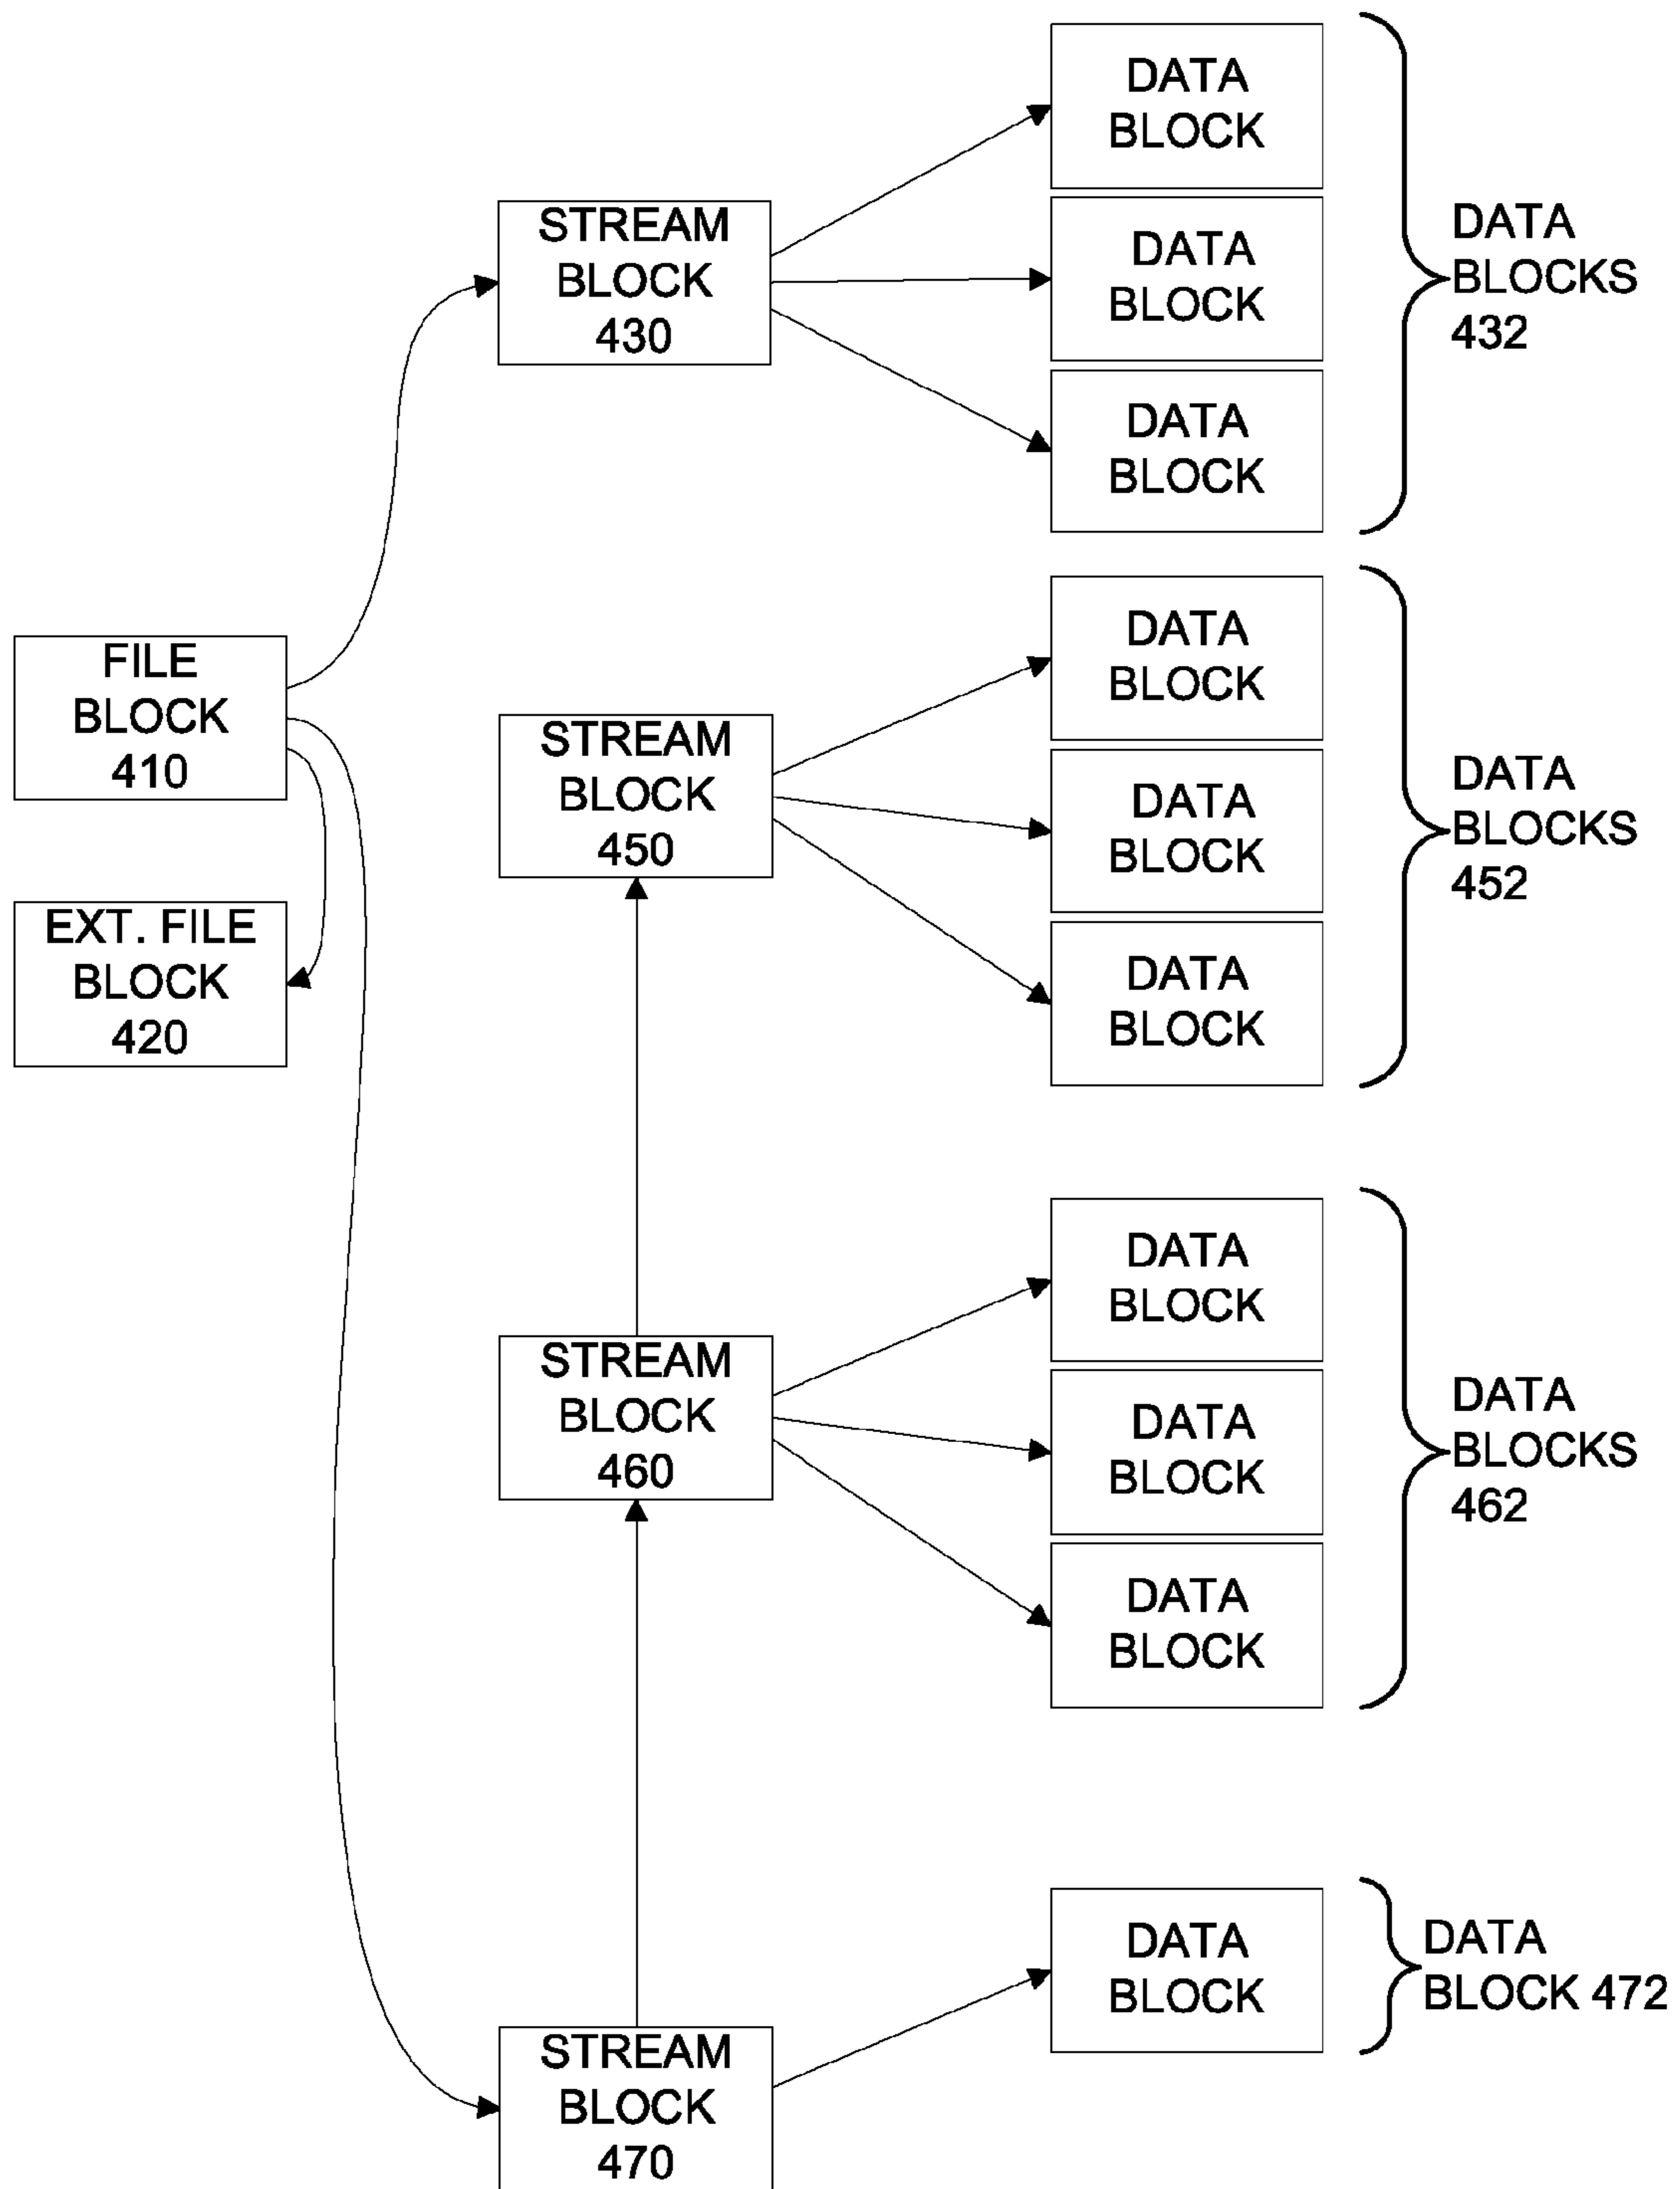 DATA
BLOCK
STREAM
BLOCK
430
DATA
BLOCK
DATA
BLOCK
DATA
BLOCKS
432
FILE
BLOCK
410
EXT. FILE
BLOCK
420
STREAM
BLOCK
450
DATA
BLOCK
DATA
BLOCK
DATA
BLOCK
DATA
BLOCKS
452
STREAM
BLOCK
460
DATA
BLOCK
DATA
BLOCK
DATA
BLOCK
DATA
BLOCKS
462
STREAM
BLOCK
470
DATA
BLOCK
DATA
BLOCK 472